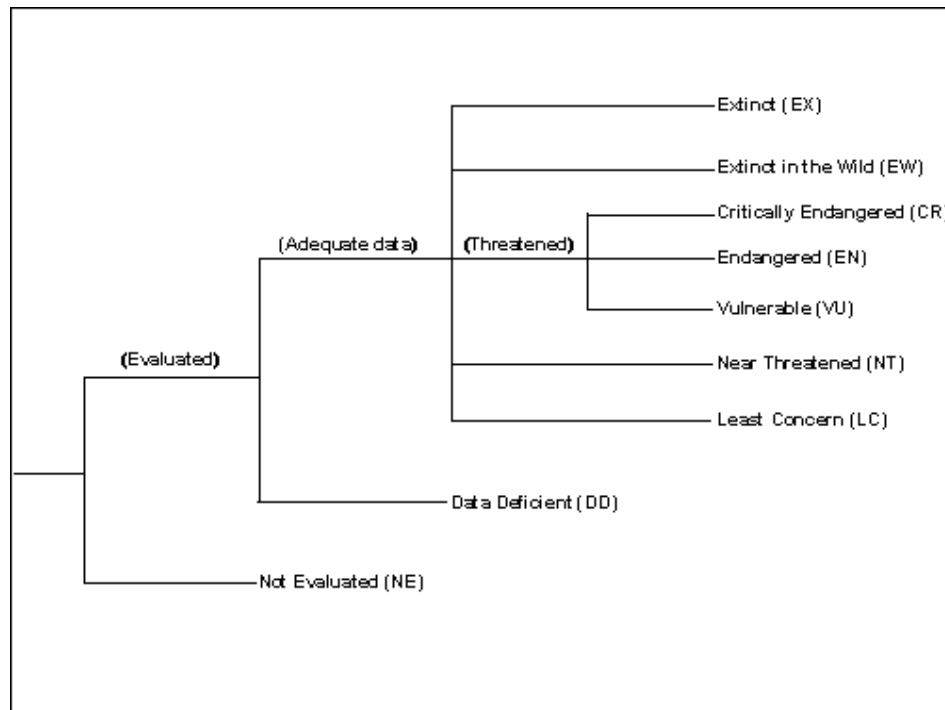 Extinct (EX)
Extinct in the Wild (EW)
Critically Endangered (CR)
(Adequate data)
(Threatened)
Endangered (EN)
Vulnerable (VU)
(Evaluated)
Near Threatened (NT)
Least Concern (LC)
Data Deficient (DD)
Not Evaluated (NE)